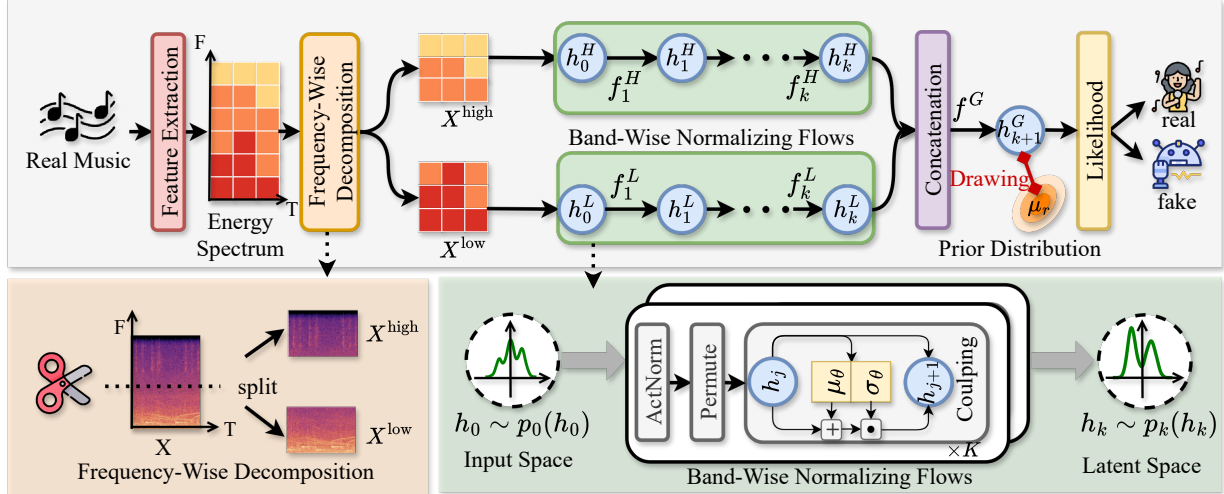 Real Music
Feature Extraction
F
T
Energy
Spectrum
Frequency-Wise
Decomposition
X^high
X^low
h_0^H
f_1^H
h_1^H
f_k^H
h_k^H
Band-Wise Normalizing Flows
h_0^L
f_1^L
h_1^L
f_k^L
h_k^L
Concatenation
f^G
h_{k+1}^G
Drawing
μ_r
Prior Distribution
Likelihood
real
fake
F
T
X
split
X^high
X^low
Frequency-Wise Decomposition
h_0 ∼ p_0(h_0)
Input Space
ActNorm
Permute
h_j
μ_θ
σ_θ
+
h_{j+1}
Coulping
×K
Band-Wise Normalizing Flows
h_k ∼ p_k(h_k)
Latent Space